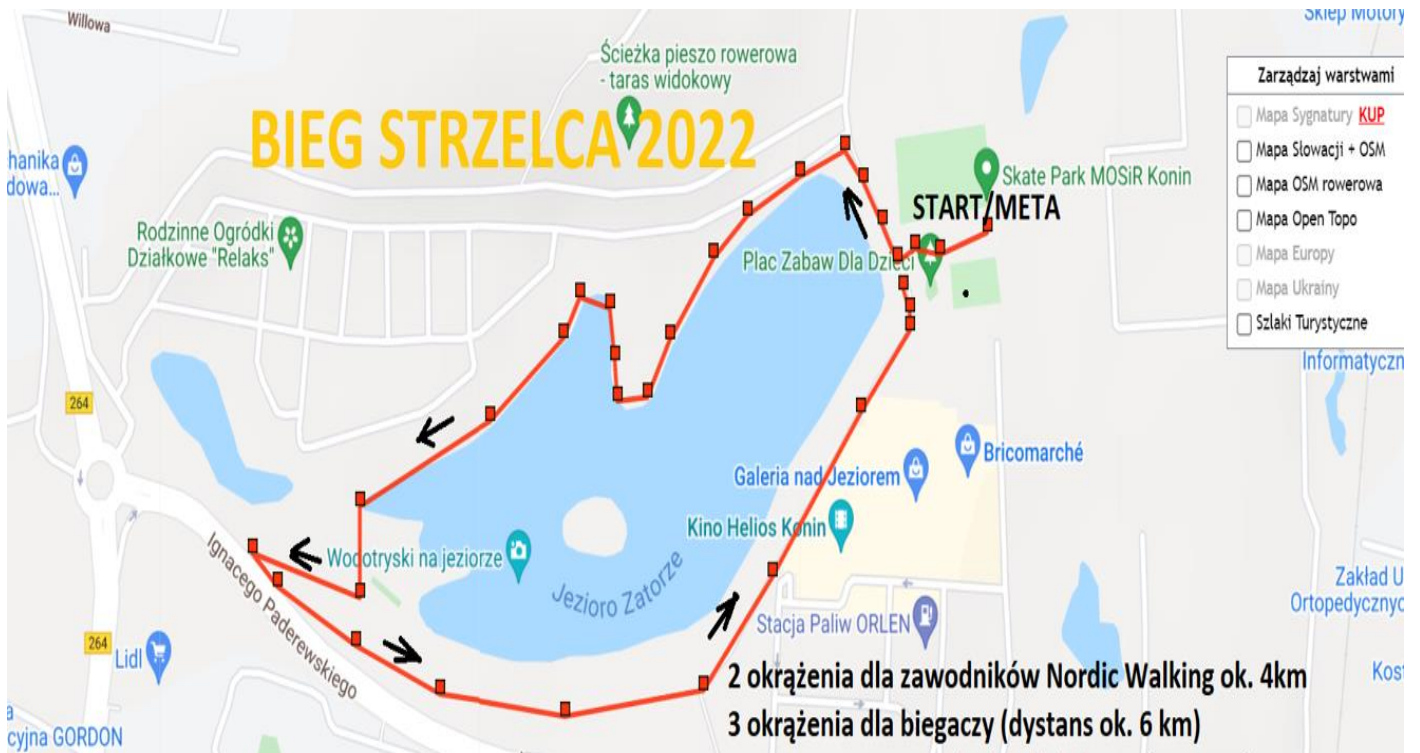 Willowa
Sklep Motory
Ścieżka pieszo rowerowa
- taras widokowy
Zarządzaj warstwami
Mapa Sygnatury KUP
Mapa Słowacji + OSM
Mapa OSM rowerowa
Mapa Open Topo
Mapa Europy
Mapa Ukrainy
Szlaki Turystyczne
BIEG STRZELCA 2022
hanika
dowa...
Skate Park MOSiR Konin
START/META
Rodzinne Ogródki
Działkowe "Relaks"
Plac Zabaw Dla Dzieci
Informatyczn
264
Bricomarché
Galeria nad Jeziorem
Kino Helios Konin
Wodotryski na jeziorze
Jezioro Zatorze
Ignacego Paderewskiego
Zakład U
Ortopedycznyc
Stacja Paliw ORLEN
264
Lidl
Kost
2 okrążenia dla zawodników Nordic Walking ok. 4km
3 okrążenia dla biegaczy (dystans ok. 6 km)
a
cyjna GORDON